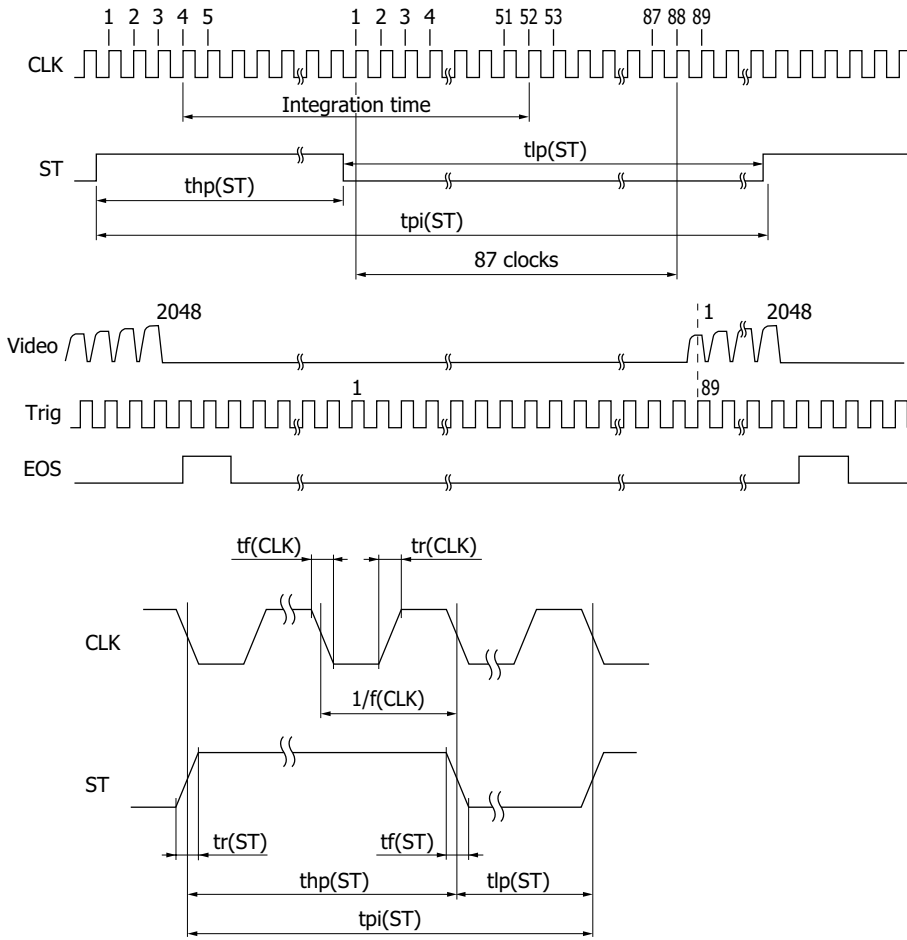 1 2 3 4 5 1 2 3 4 51 52 53 87 88 89
CLK
Integration time
ST
tlp(ST)
thp(ST)
tpi(ST)
87 clocks
2048 1 2048
Video
1 89
Trig
EOS
tf(CLK) tr(CLK)
CLK
1/f(CLK)
ST
tr(ST) tf(ST)
thp(ST) tlp(ST)
tpi(ST)